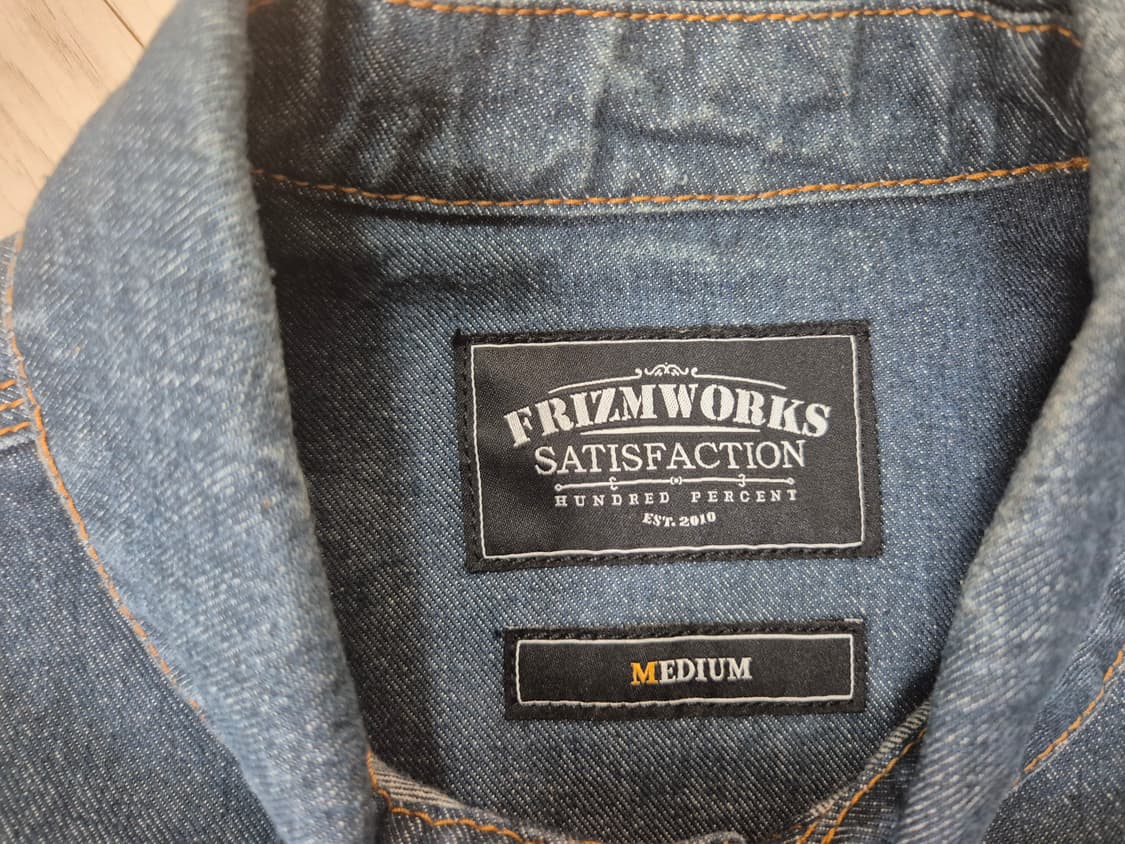 FRIZMWORKS
SATISFACTION
HUNDRED PERCENT
EST. 2010
MEDIUM